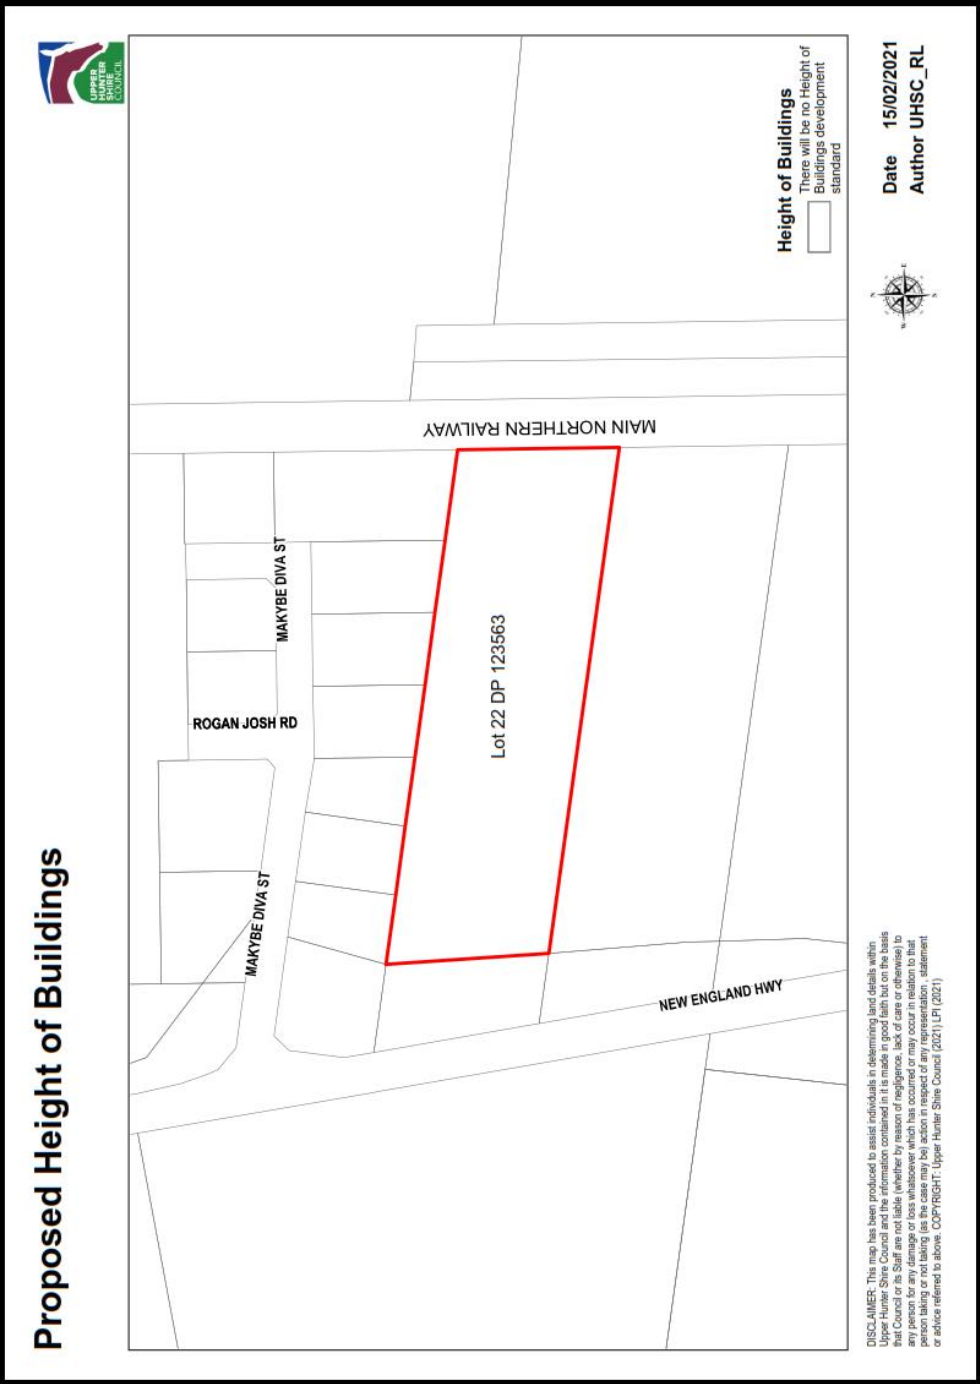 Proposed Height of Buildings
UPPER
HUNTER
SHIRE
COUNCIL
MAKYBE DIVA ST
ROGAN JOSH RD
MAKYBE DIVA ST
Lot 22 DP 123563
MAIN NORTHERN RAILWAY
NEW ENGLAND HWY
Height of Buildings
There will be no Height of
Buildings development
standard
DISCLAIMER: This map has been produced to assist individuals in determining land details within
Upper Hunter Shire Council and the information contained in it is made in good faith but on the basis
that Council or its Staff are not liable (whether by reason of negligence, lack of care or otherwise) to
any person for any damage or loss whatsoever which has occurred or may occur in relation to that
person taking or not taking (as the case may be) action in respect of any representation , statement
or advice referred to above. COPYRIGHT: Upper Hunter Shire Council (2021) LPI (2021)
Date 15/02/2021
Author UHSC_RL